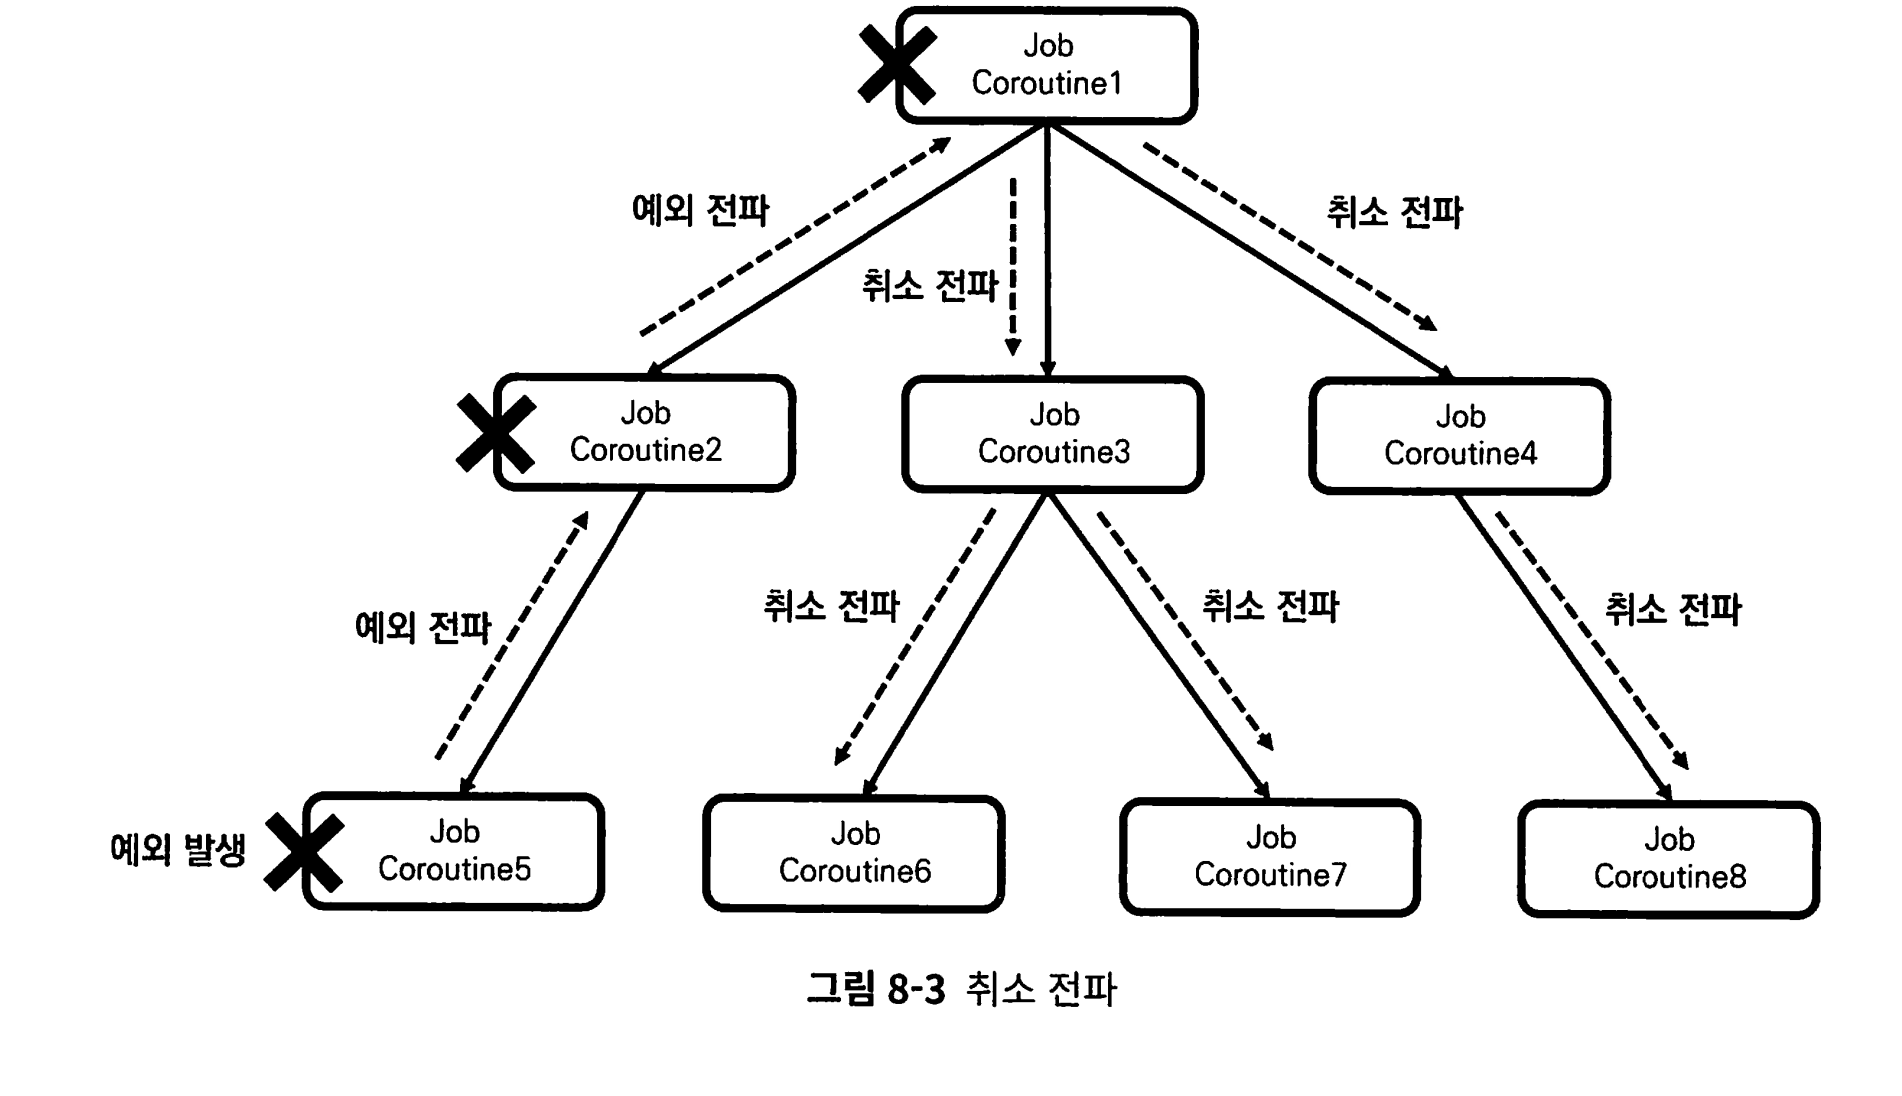 Job
Coroutine1
예외 전파
취소 전파
취소 전파
Job
Coroutine2
Job
Coroutine3
Job
Coroutine4
예외 전파
취소 전파
취소 전파
취소 전파
예외 발생
Job
Coroutine5
Job
Coroutine6
Job
Coroutine7
Job
Coroutine8
그림 8-3 취소 전파